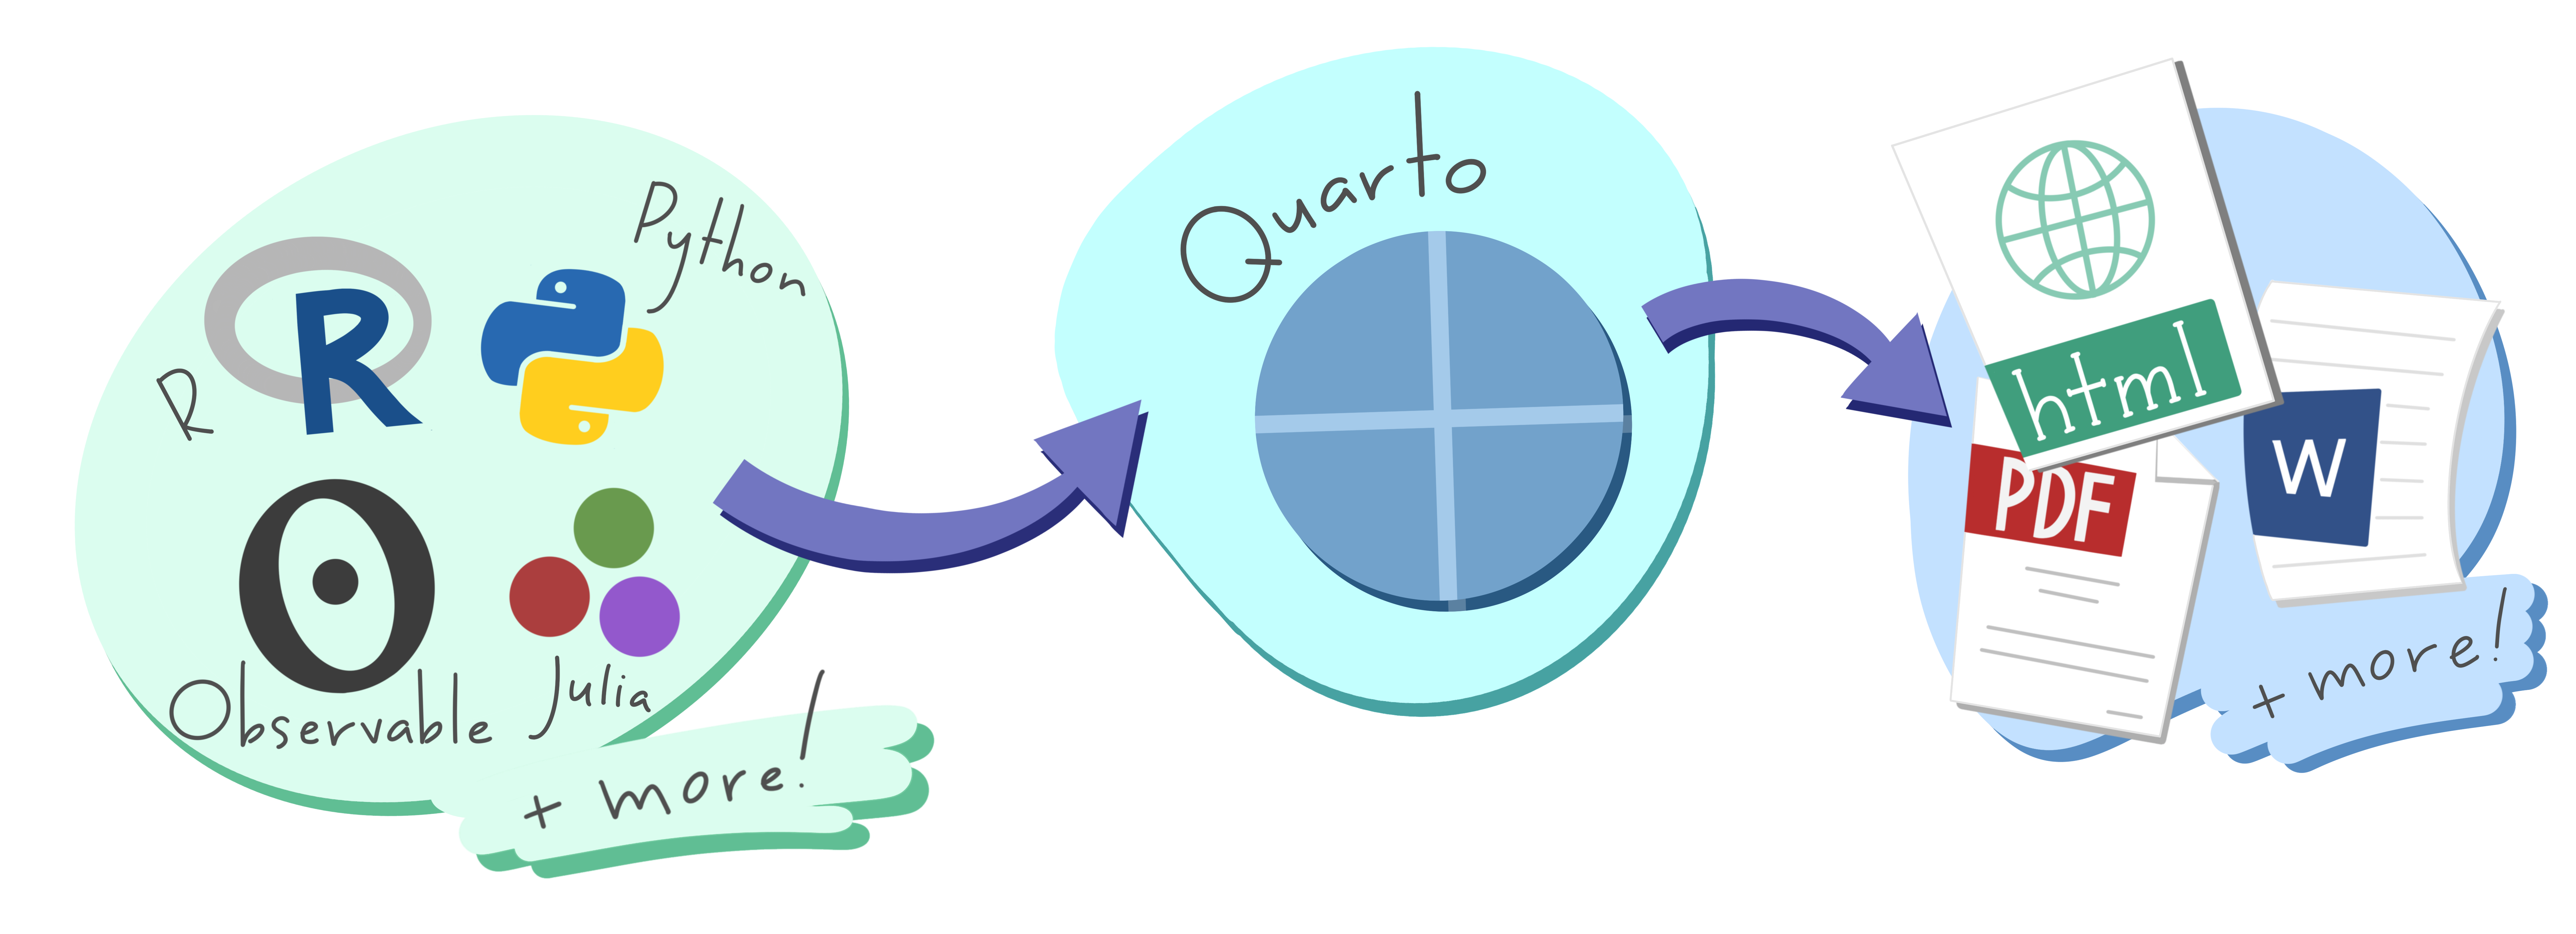 R
R
Python
Observable
Julia
+ more!
Quarto
html
PDF
W
+ more!